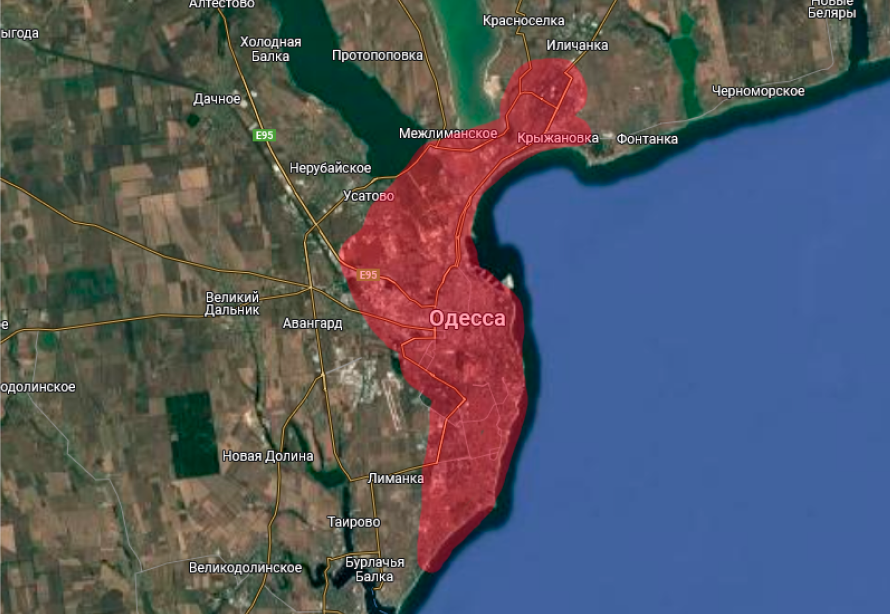 Алтестово
Новые
Беляры
Красноселка
ыгода
Холодная
Балка
Протопоповка
Иличанка
Дачное
Черноморское
E95
Межлиманское
Крыжановка
Фонтанка
Нерубайское
Усатово
E95
Великий
Дальник
Авангард
Одесса
е
одолинское
Новая Долина
Лиманка
Таирово
Великодолинское
Бурлачья
Балка